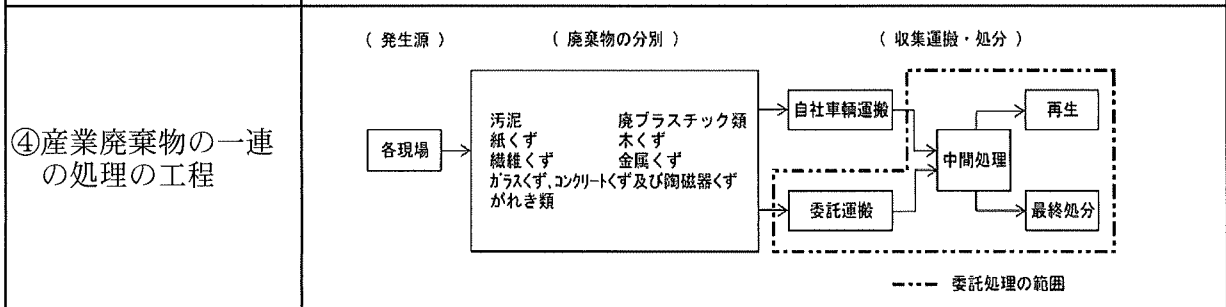 ④産業廃棄物の一連
の処理の工程
( 発生源 )
( 廃棄物の分別 )
( 収集運搬・処分 )
各現場
汚泥 廃プラスチック類
紙くず 木くず
繊維くず 金属くず
ガラスくず、コンクリートくず及び陶磁器くず
がれき類
自社車輌運搬
委託運搬
中間処理
再生
最終処分
委託処理の範囲